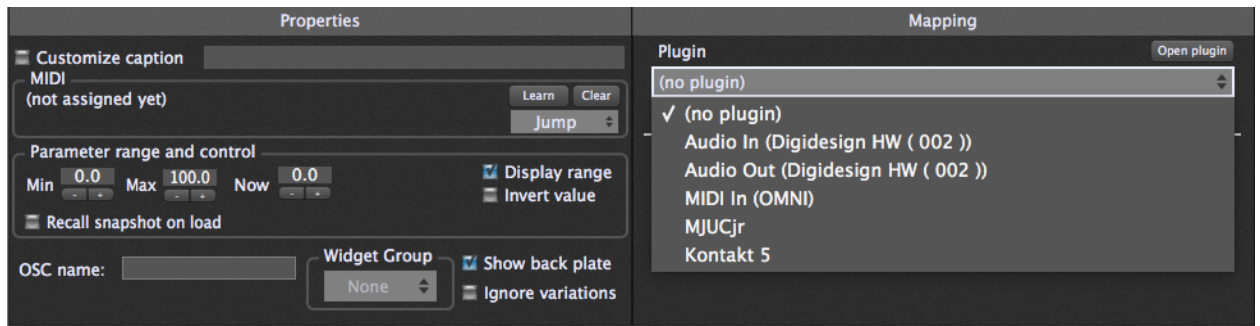 Properties
Customize caption
MIDI
(not assigned yet)
Learn
Clear
Jump
Parameter range and control
Min 0.0 Max 100.0 Now 0.0
- + - + - +
Display range
Invert value
Recall snapshot on load
OSC name:
Widget Group
None
Show back plate
Ignore variations
Mapping
Plugin
Open plugin
(no plugin)
✓ (no plugin)
Audio In (Digidesign HW ( 002 ))
Audio Out (Digidesign HW ( 002 ))
MIDI In (OMNI)
MJUCjr
Kontakt 5